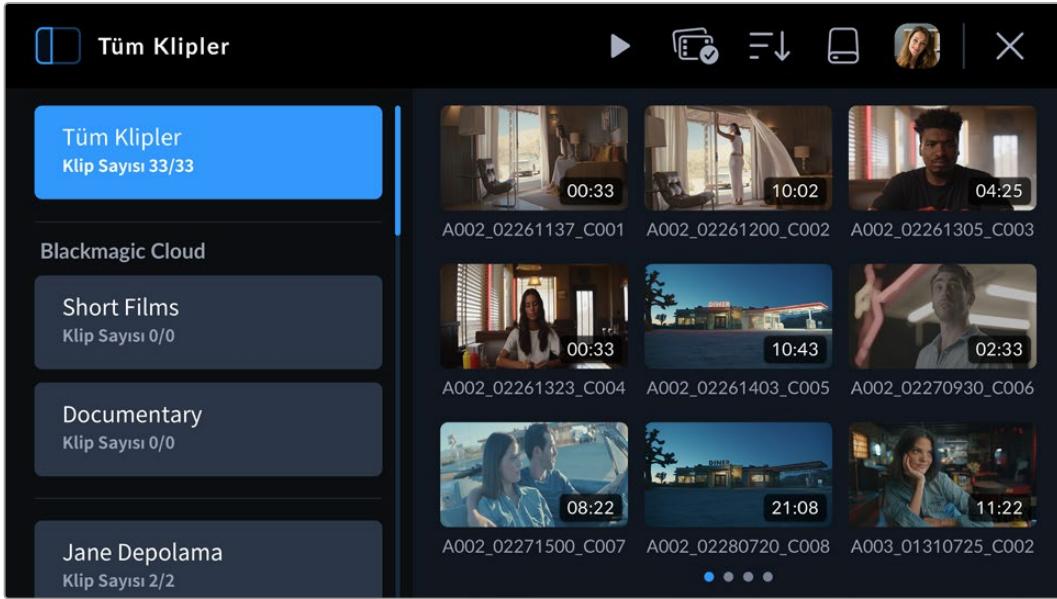 Tüm Klipler
Tüm Klipler
Klip Sayısı 33/33
Blackmagic Cloud
Short Films
Klip Sayısı 0/0
Documentary
Klip Sayısı 0/0
Jane Depolama
Klip Sayısı 2/2
00:33
10:02
04:25
A002_02261137_C001
A002_02261200_C002
A002_02261305_C003
00:33
DINER
10:43
02:33
A002_02261323_C004
A002_02261403_C005
A002_02270930_C006
08:22
DINER
21:08
11:22
A002_02271500_C007
A002_02280720_C008
A003_01310725_C002